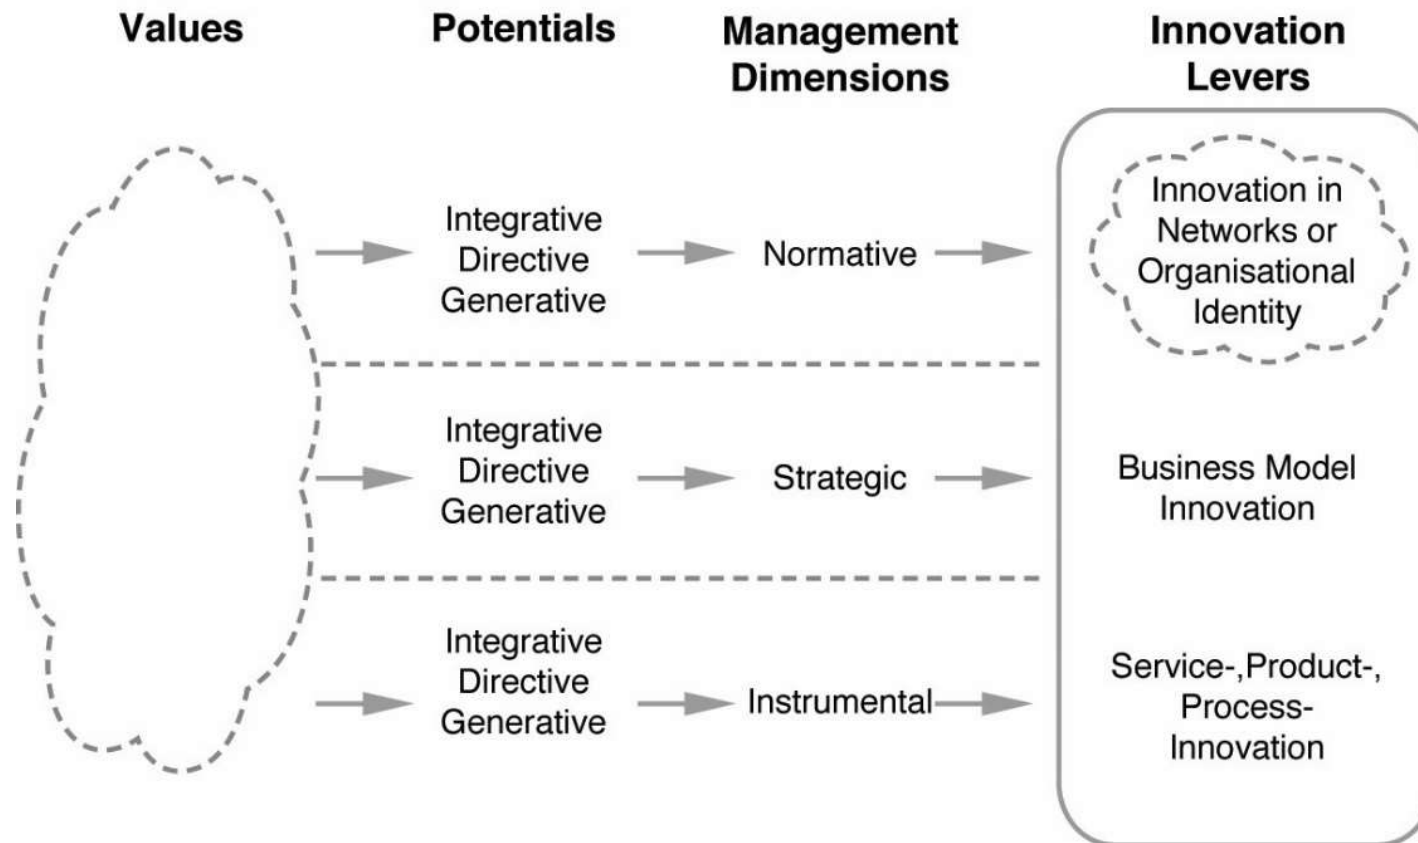 Values
Potentials
Management
Dimensions
Innovation
Levers
Integrative
Directive
Generative
Normative
Innovation in
Networks or
Organisational
Identity
Integrative
Directive
Generative
Strategic
Business Model
Innovation
Integrative
Directive
Generative
Instrumental
Service-,Product-,
Process-
Innovation